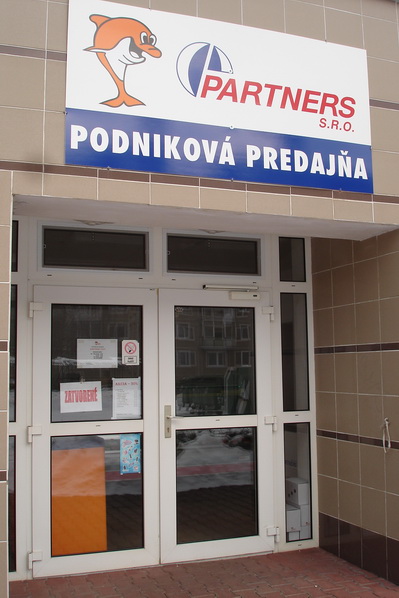 PARTNERS
S.R.O.
PODNIKOVÁ PREDAJŇA
ZATVORENÉ